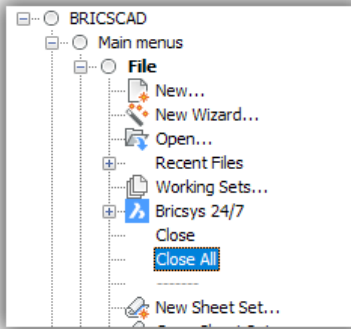 BRICSCAD
Main menus
File
New...
New Wizard...
Open...
Recent Files
Working Sets...
Bricsys 24/7
Close
Close All
-------
New Sheet Set...